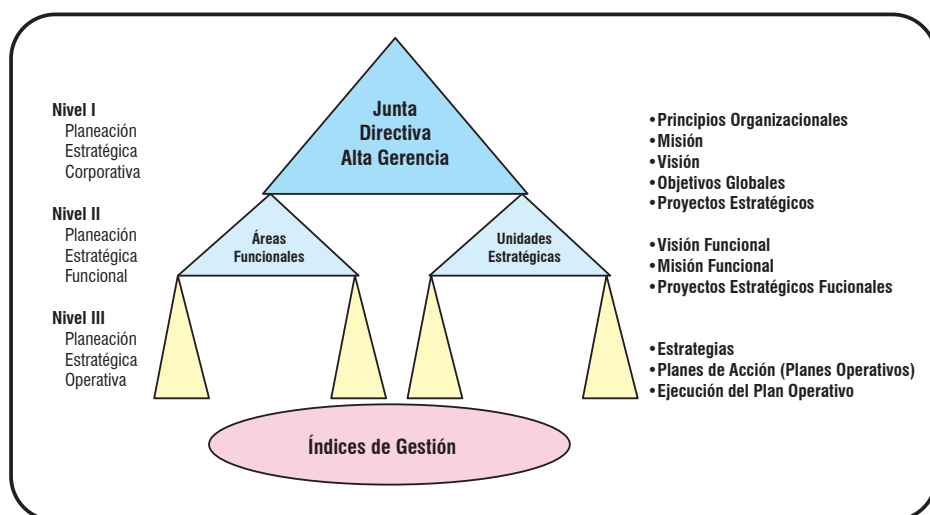 Nivel I
Planeación
Estratégica
Corporativa
Junta
Directiva
Alta Gerencia
•Principios Organizacionales
•Misión
•Visión
•Objetivos Globales
•Proyectos Estratégicos
Nivel II
Planeación
Estratégica
Funcional
Áreas
Funcionales
Unidades
Estratégicas
•Visión Funcional
•Misión Funcional
•Proyectos Estratégicos Fucionales
Nivel III
Planeación
Estratégica
Operativa
•Estrategias
•Planes de Acción (Planes Operativos)
•Ejecución del Plan Operativo
Índices de Gestión